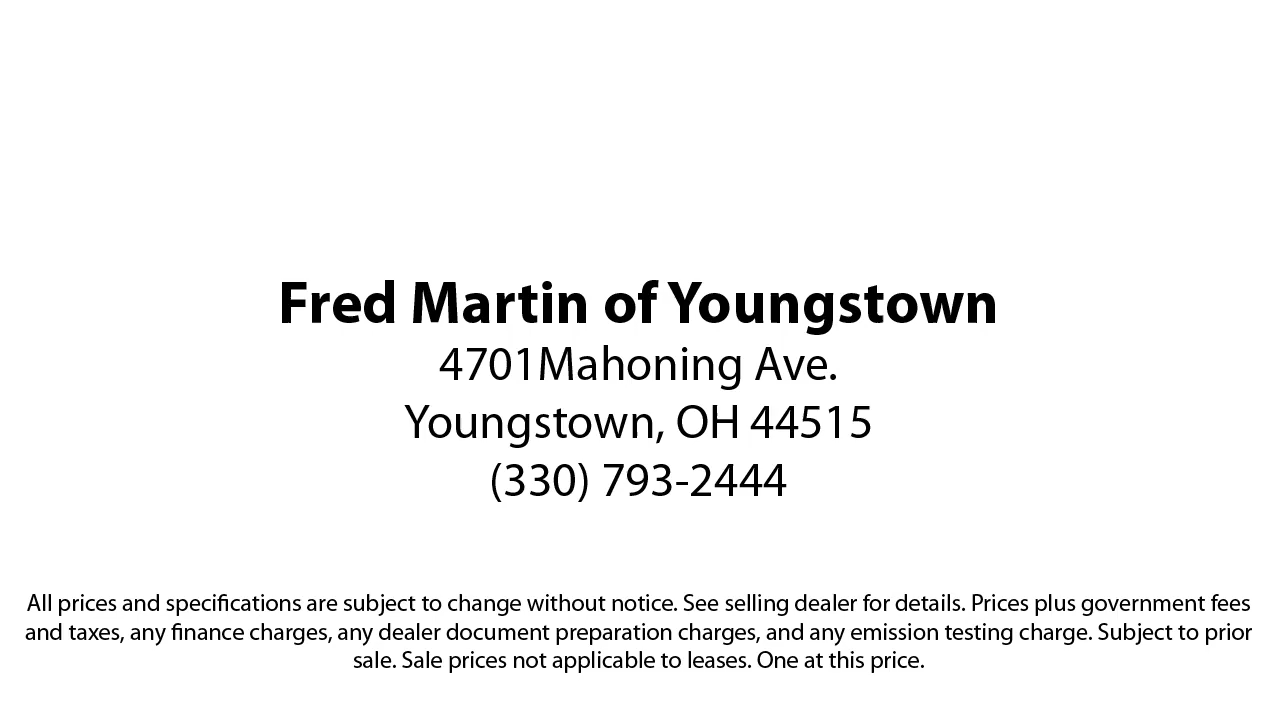 Fred Martin of Youngstown
4701Mahoning Ave.
Youngstown, OH 44515
(330) 793-2444
All prices and specifications are subject to change without notice. See selling dealer for details. Prices plus government fees
and taxes, any finance charges, any dealer document preparation charges, and any emission testing charge. Subject to prior
sale. Sale prices not applicable to leases. One at this price.